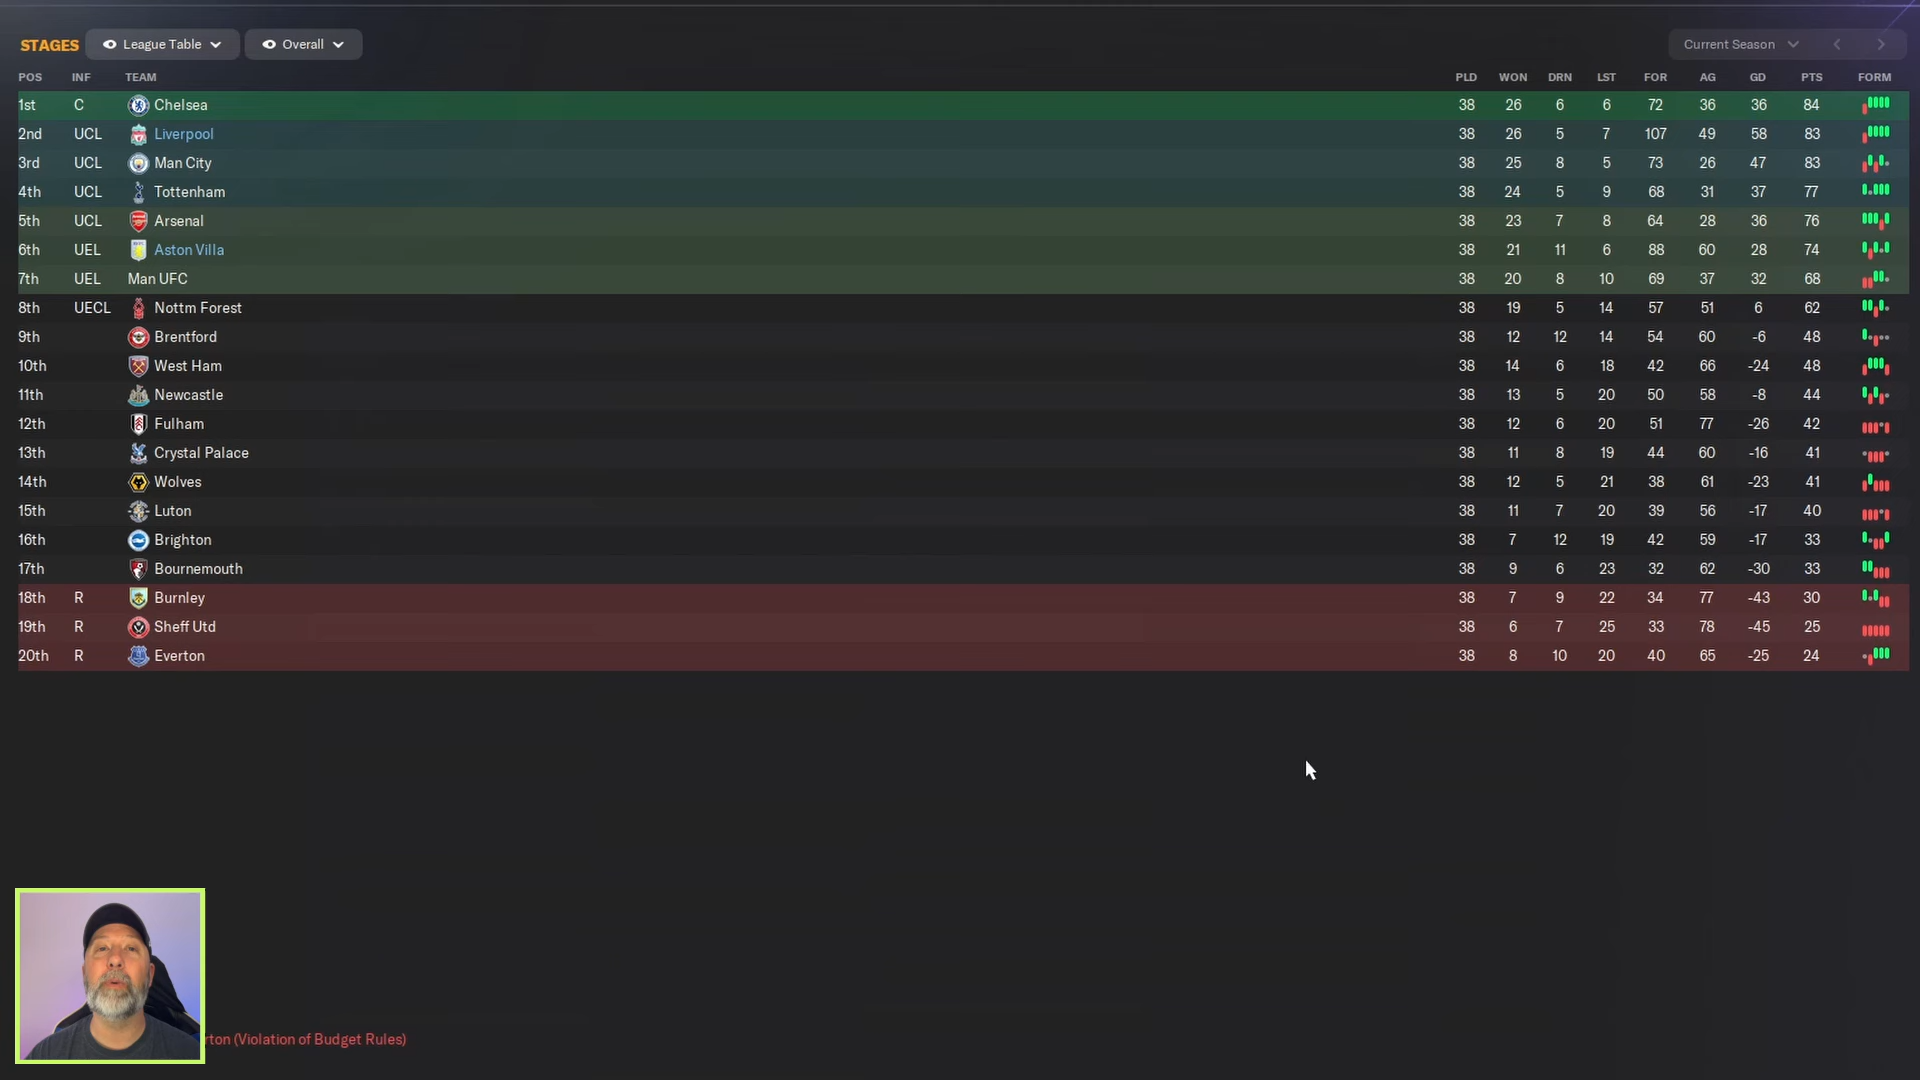 STAGES League Table Overall Current Season
POS INF TEAM PLD WON DRN LST FOR AG GD PTS FORM
1st C Chelsea 38 26 6 6 72 36 36 84
2nd UCL Liverpool 38 26 5 7 107 49 58 83
3rd UCL Man City 38 25 8 5 73 26 47 83
4th UCL Tottenham 38 24 5 9 68 31 37 77
5th UCL Arsenal 38 23 7 8 64 28 36 76
6th UEL Aston Villa 38 21 11 6 88 60 28 74
7th UEL Man UFC 38 20 8 10 69 37 32 68
8th UECL Nottm Forest 38 19 5 14 57 51 6 62
9th Brentford 38 12 12 14 54 60 -6 48
10th West Ham 38 14 6 18 42 66 -24 48
11th Newcastle 38 13 5 20 50 58 -8 44
12th Fulham 38 12 6 20 51 77 -26 42
13th Crystal Palace 38 11 8 19 44 60 -16 41
14th Wolves 38 12 5 21 38 61 -23 41
15th Luton 38 11 7 20 39 56 -17 40
16th Brighton 38 7 12 19 42 59 -17 33
17th Bournemouth 38 9 6 23 32 62 -30 33
18th R Burnley 38 7 9 22 34 77 -43 30
19th R Sheff Utd 38 6 7 25 33 78 -45 25
20th R Everton 38 8 10 20 40 65 -25 24
rton (Violation of Budget Rules)